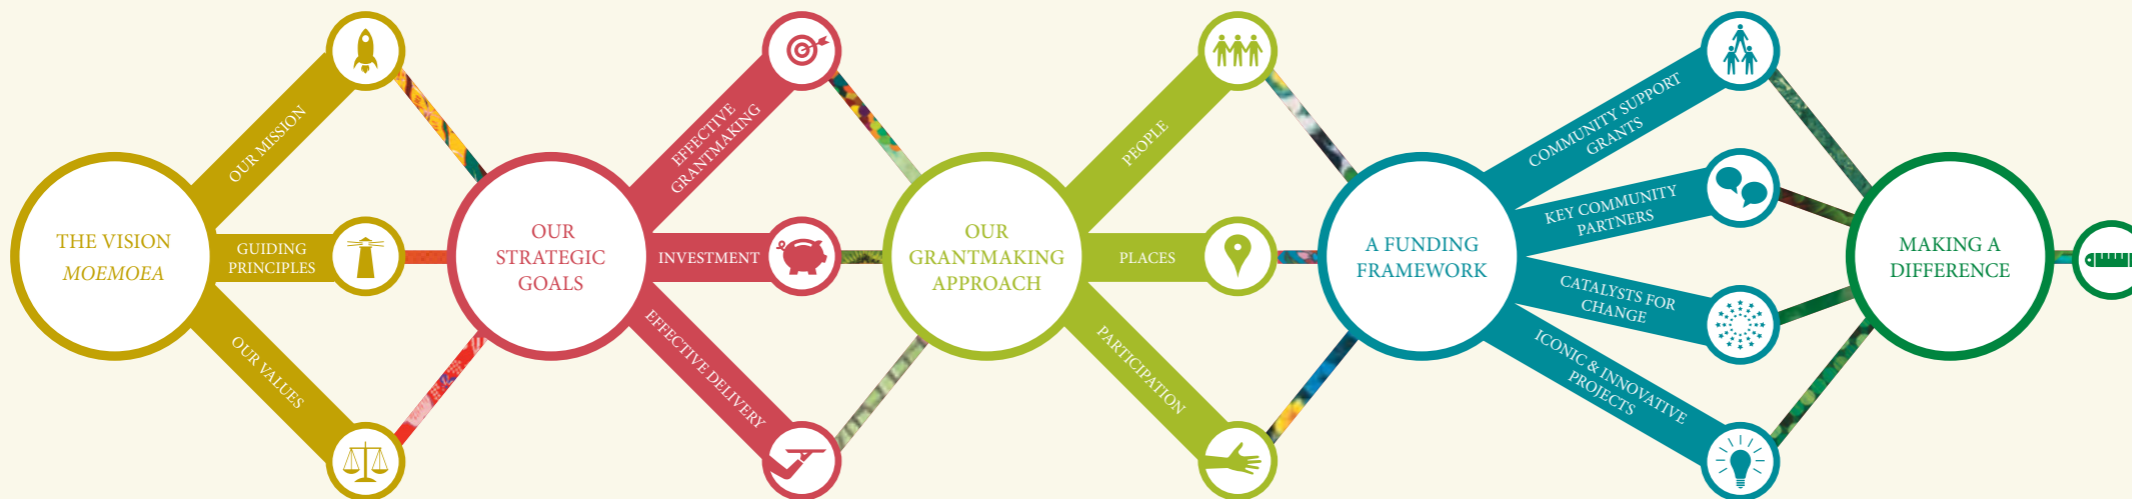 THE VISION
MOEMOEA
OUR MISSION
GUIDING
PRINCIPLES
OUR VALUES
OUR
STRATEGIC
GOALS
EFFECTIVE
GRANTMAKING
INVESTMENT
EFFECTIVE DELIVERY
OUR
GRANTMAKING
APPROACH
PEOPLE
PLACES
PARTICIPATION
A FUNDING
FRAMEWORK
COMMUNITY SUPPORT
GRANTS
KEY COMMUNITY
PARTNERS
CATALYSTS FOR
CHANGE
ICONIC & INNOVATIVE
PROJECTS
MAKING A
DIFFERENCE